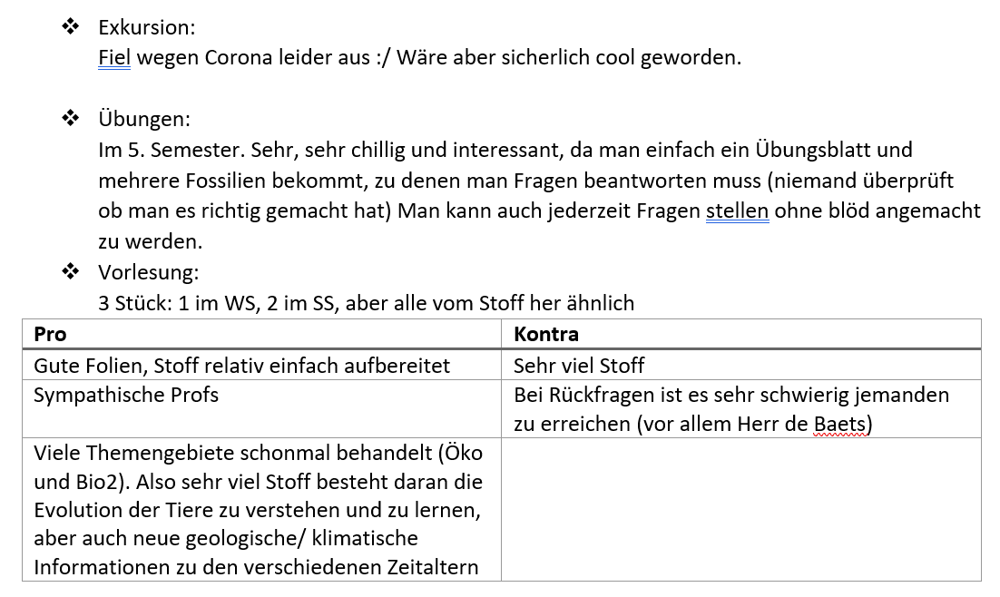 ❖ Exkursion:
Fiel wegen Corona leider aus :/ Wäre aber sicherlich cool geworden.
❖ Übungen:
Im 5. Semester. Sehr, sehr chillig und interessant, da man einfach ein Übungsblatt und
mehrere Fossilien bekommt, zu denen man Fragen beantworten muss (niemand überprüft
ob man es richtig gemacht hat) Man kann auch jederzeit Fragen stellen ohne blöd angemacht
zu werden.
❖ Vorlesung:
3 Stück: 1 im WS, 2 im SS, aber alle vom Stoff her ähnlich
Pro Kontra
Gute Folien, Stoff relativ einfach aufbereitet Sehr viel Stoff
Sympathische Profs Bei Rückfragen ist es sehr schwierig jemanden
zu erreichen (vor allem Herr de Baets)
Viele Themengebiete schonmal behandelt (Öko
und Bio2). Also sehr viel Stoff besteht daran die
Evolution der Tiere zu verstehen und zu lernen,
aber auch neue geologische/ klimatische
Informationen zu den verschiedenen Zeitaltern